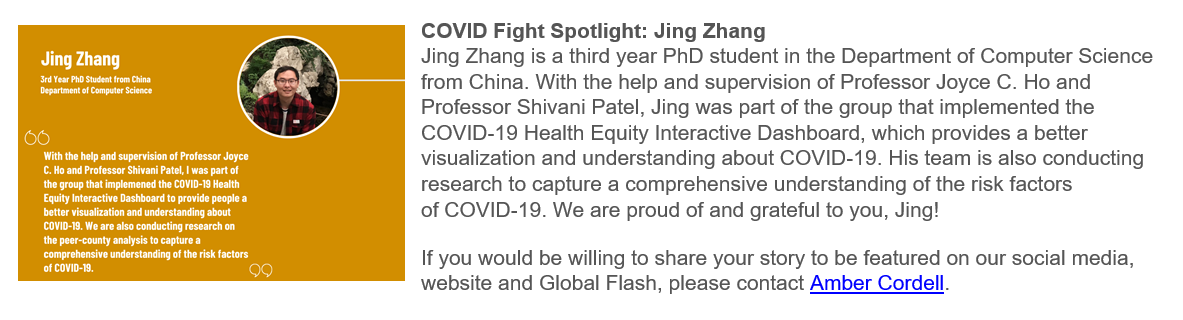 Jing Zhang
3rd Year PhD Student from China
Department of Computer Science
With the help and supervision of Professor Joyce
C. Ho and Professor Shivani Patel, I was part of
the group that implemened the COVID-19 Health
Equity Interactive Dashboard to provide people a
better visualization and understanding about
COVID-19. We are also conducting research on
the peer-county analysis to capture a
comprehensive understanding of the risk factors
of COVID-19.
COVID Fight Spotlight: Jing Zhang
Jing Zhang is a third year PhD student in the Department of Computer Science
from China. With the help and supervision of Professor Joyce C. Ho and
Professor Shivani Patel, Jing was part of the group that implemented the
COVID-19 Health Equity Interactive Dashboard, which provides a better
visualization and understanding about COVID-19. His team is also conducting
research to capture a comprehensive understanding of the risk factors
of COVID-19. We are proud of and grateful to you, Jing!
If you would be willing to share your story to be featured on our social media,
website and Global Flash, please contact Amber Cordell.